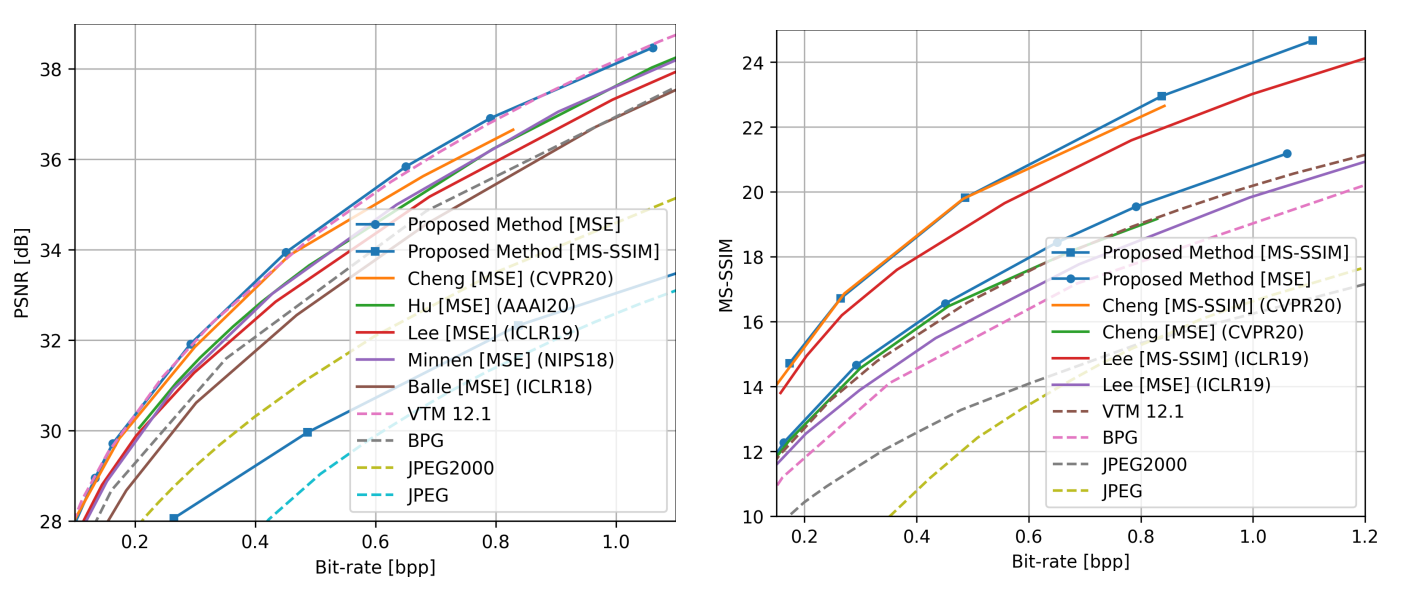 38
36
34
32
30
28
PSNR [dB]
0.2
0.4
0.6
0.8
1.0
Bit-rate [bpp]
Proposed Method [MSE]
Proposed Method [MS-SSIM]
Cheng [MSE] (CVPR20)
Hu [MSE] (AAAI20)
Lee [MSE] (ICLR19)
Minnen [MSE] (NIPS18)
Balle [MSE] (ICLR18)
VTM 12.1
BPG
JPEG2000
JPEG
24
22
20
18
16
14
12
10
MS-SSIM
0.2
0.4
0.6
0.8
1.0
1.2
Bit-rate [bpp]
Proposed Method [MS-SSIM]
Proposed Method [MSE]
Cheng [MS-SSIM] (CVPR20)
Cheng [MSE] (CVPR20)
Lee [MS-SSIM] (ICLR19)
Lee [MSE] (ICLR19)
VTM 12.1
BPG
JPEG2000
JPEG